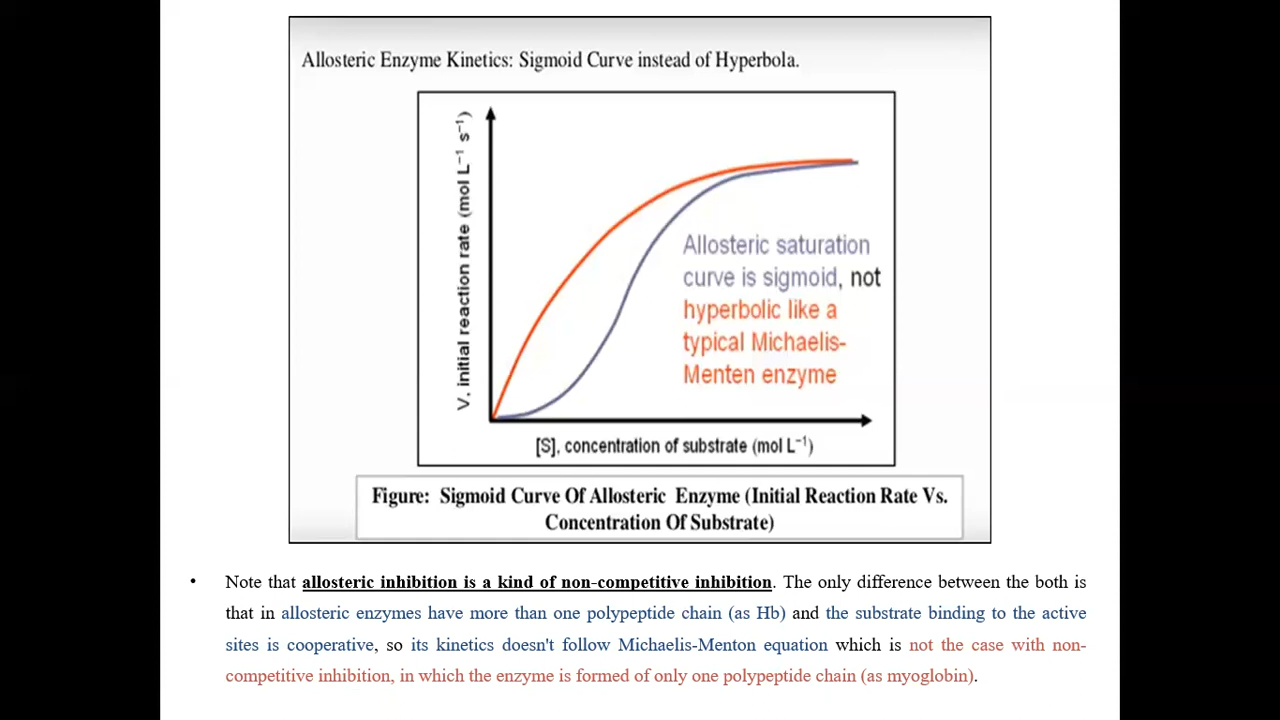 Allosteric Enzyme Kinetics: Sigmoid Curve instead of Hyperbola.
V, initial reaction rate (mol L⁻¹ s⁻¹)
Allosteric saturation
curve is sigmoid, not
hyperbolic like a
typical Michaelis-
Menten enzyme
[S], concentration of substrate (mol L⁻¹)
Figure: Sigmoid Curve Of Allosteric Enzyme (Initial Reaction Rate Vs.
Concentration Of Substrate)
• Note that allosteric inhibition is a kind of non-competitive inhibition. The only difference between the both is
that in allosteric enzymes have more than one polypeptide chain (as Hb) and the substrate binding to the active
sites is cooperative, so its kinetics doesn't follow Michaelis-Menton equation which is not the case with non-
competitive inhibition, in which the enzyme is formed of only one polypeptide chain (as myoglobin).